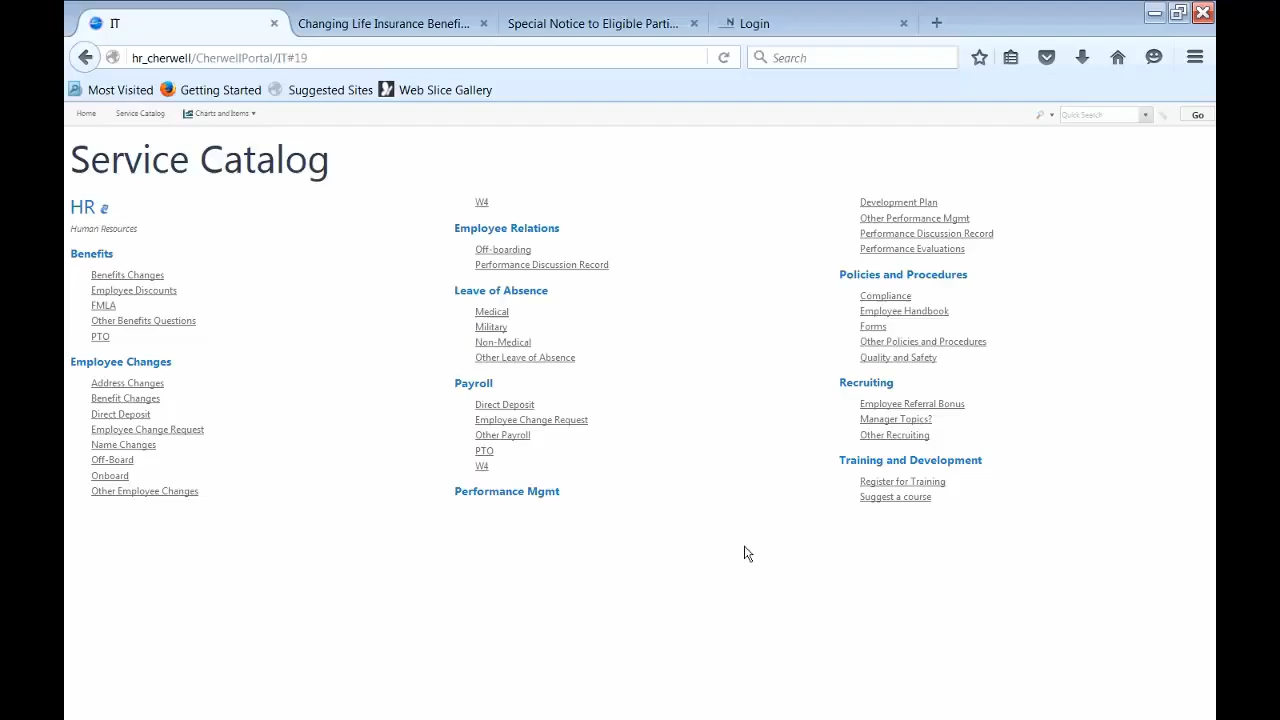 IT
Changing Life Insurance Benefi...
Special Notice to Eligible Parti...
Login
hr_cherwell/CherwellPortal/IT#19
Search
Most Visited
Getting Started
Suggested Sites
Web Slice Gallery
Home
Service Catalog
Charts and Items
Quick Search
Go
Service Catalog
HR
Human Resources
Benefits
Benefits Changes
Employee Discounts
FMLA
Other Benefits Questions
PTO
Employee Changes
Address Changes
Benefit Changes
Direct Deposit
Employee Change Request
Name Changes
Off-Board
Onboard
Other Employee Changes
W4
Employee Relations
Off-boarding
Performance Discussion Record
Leave of Absence
Medical
Military
Non-Medical
Other Leave of Absence
Payroll
Direct Deposit
Employee Change Request
Other Payroll
PTO
W4
Performance Mgmt
Development Plan
Other Performance Mgmt
Performance Discussion Record
Performance Evaluations
Policies and Procedures
Compliance
Employee Handbook
Forms
Other Policies and Procedures
Quality and Safety
Recruiting
Employee Referral Bonus
Manager Topics?
Other Recruiting
Training and Development
Register for Training
Suggest a course